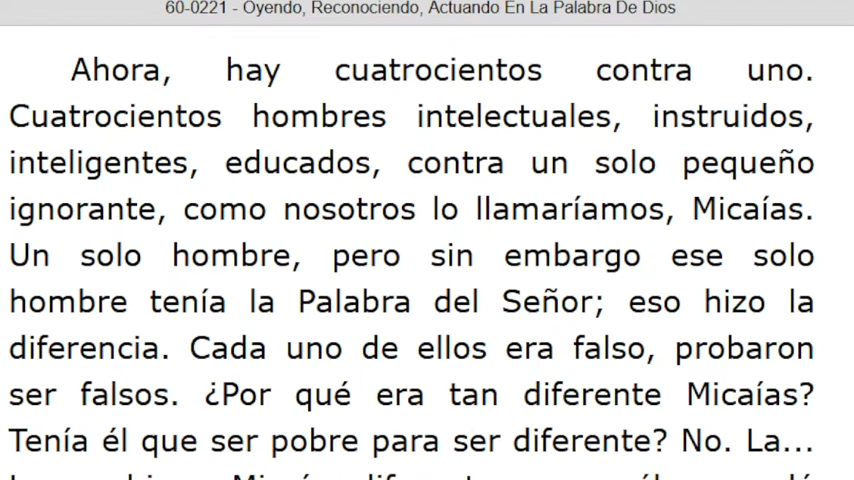 60-0221 - Oyendo, Reconociendo, Actuando En La Palabra De Dios
Ahora, hay cuatrocientos contra uno.
Cuatrocientos hombres intelectuales, instruidos,
inteligentes, educados, contra un solo pequeño
ignorante, como nosotros lo llamaríamos, Micaías.
Un solo hombre, pero sin embargo ese solo
hombre tenía la Palabra del Señor; eso hizo la
diferencia. Cada uno de ellos era falso, probaron
ser falsos. ¿Por qué era tan diferente Micaías?
Tenía él que ser pobre para ser diferente? No. La...